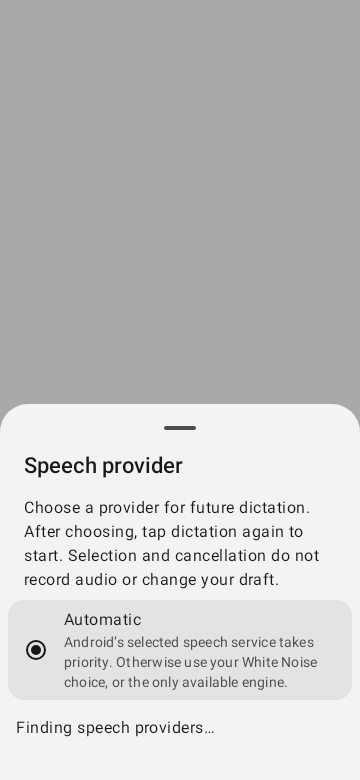 Speech provider
Choose a provider for future dictation.
After choosing, tap dictation again to
start. Selection and cancellation do not
record audio or change your draft.
Automatic
Android's selected speech service takes
priority. Otherwise use your White Noise
choice, or the only available engine.
Finding speech providers…